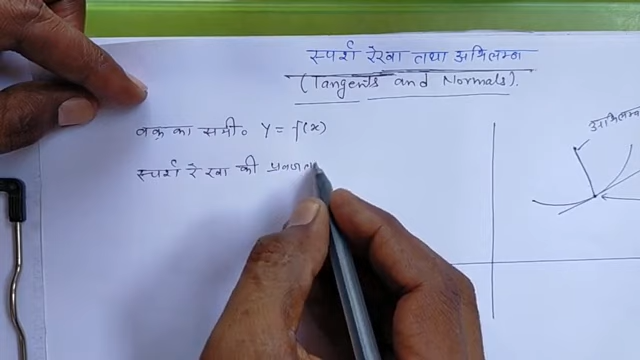 स्पर्श रेखा तथा अभिलम्ब
(Tangents and Normals).
वक्र का समी० y = f(x)
स्पर्श रेखा की प्रवणता
अभिलम्ब